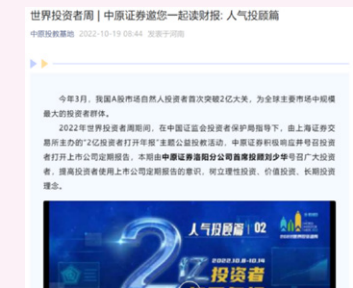 世界投资者周 | 中原证券邀您一起读财报: 人气投顾篇
中原投教基地 2022-10-19 08:44 发表于河南
今年3月，我国A股市场自然人投资者首次突破2亿大关，为全球主要市场中规模
最大的投资者群体。
2022年世界投资者周期间，在中国证监会投资者保护局指导下，由上海证券交
易所主办的“2亿投资者打开年报”主题公益投教活动，中原证券积极响应并号召投资
者打开上市公司定期报告，本期由中原证券洛阳分公司首席投顾刘少华号召广大投资
者，提高投资者使用上市公司定期报告的意识，树立理性投资、价值投资、长期投资
理念。
人气投顾篇 | 02
2022.10.8-10.14
2亿投资者